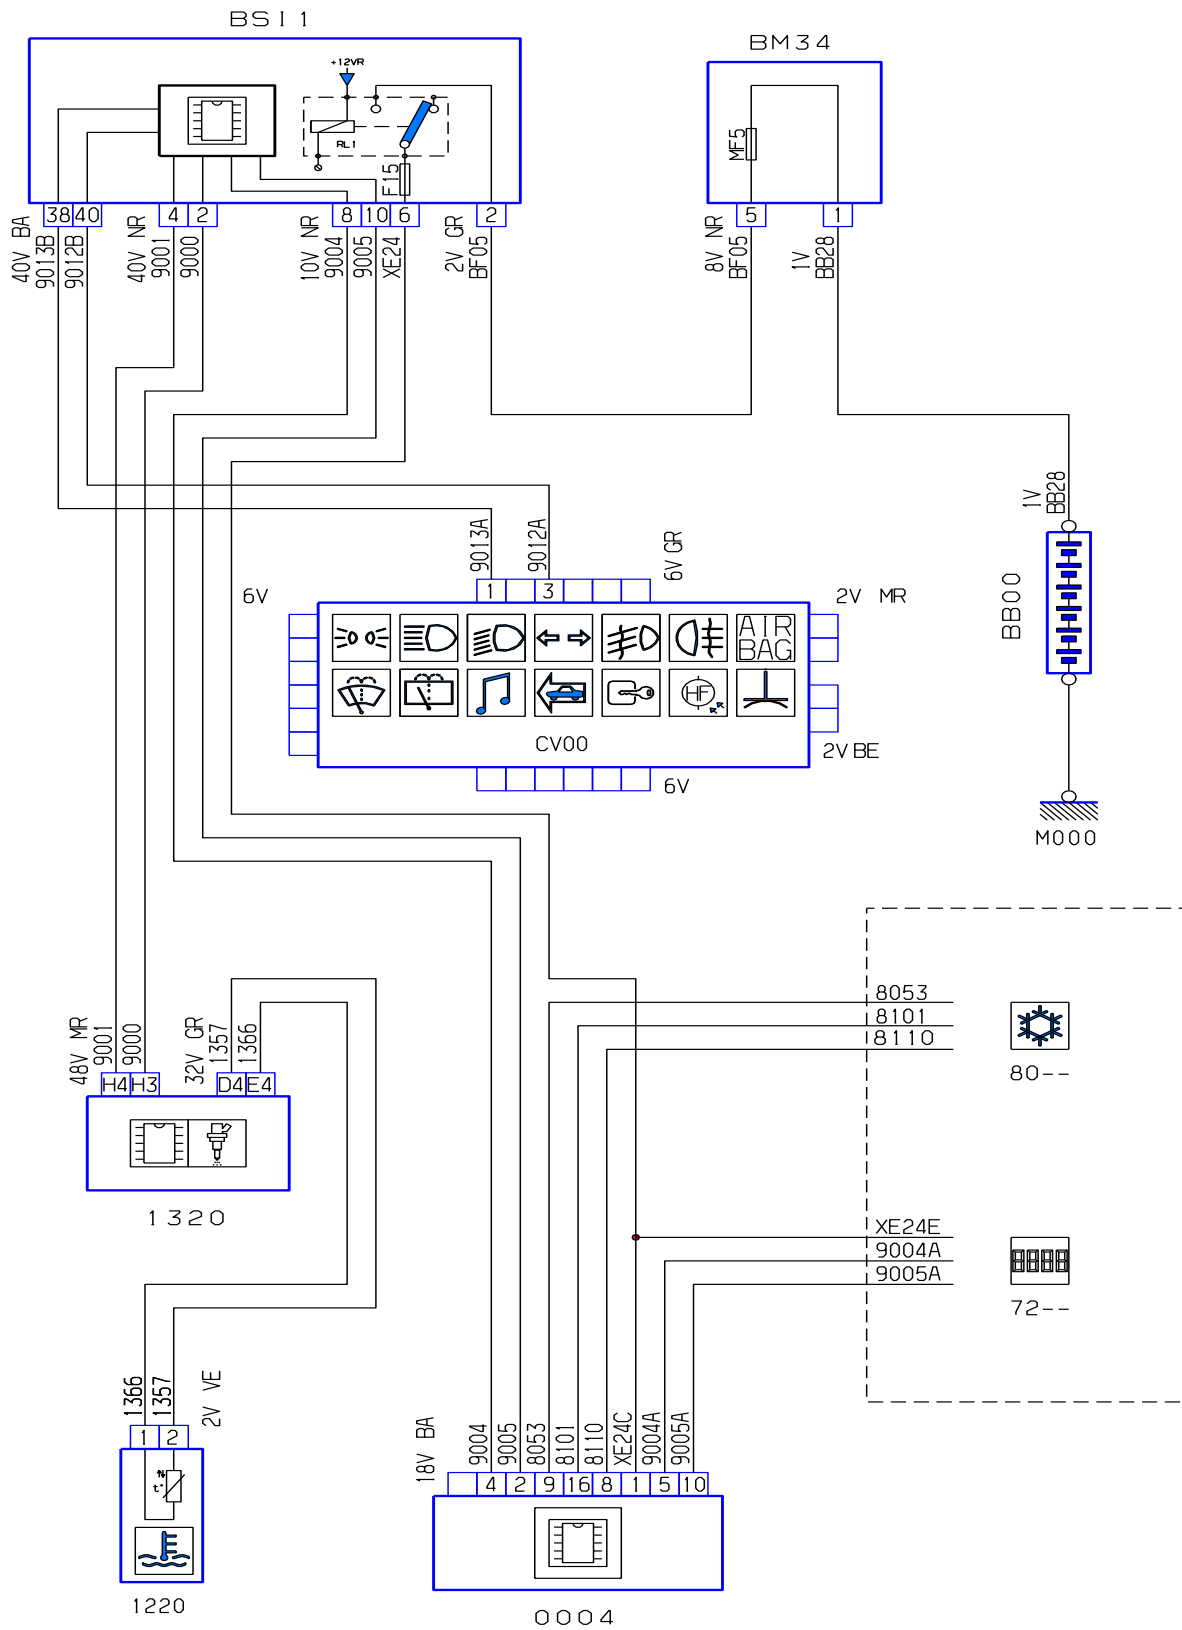 BSI1
BM34
+12VR
RL1
F15
MF5
38 40 4 2 8 10 6 2
5 1
40V BA
9013B
9012B
40V NR
9001
9000
10V NR
9004
9005
XE24
2V GR
BF05
8V NR
BF05
1V
BB28
1V
BB28
BB00
M000
9013A
9012A
6V GR
1 3
6V
2V MR
AIR
BAG
HF
CV00
2V BE
6V
8053
8101
8110
80--
48V MR
9001
9000
32V GR
1357
1366
H4 H3 D4 E4
1320
XE24E
9004A
9005A
72--
1366
1357
2V VE
1 2
t°
1220
18V BA
9004
9005
8053
8101
8110
XE24C
9004A
9005A
4 2 9 16 8 1 5 10
0004